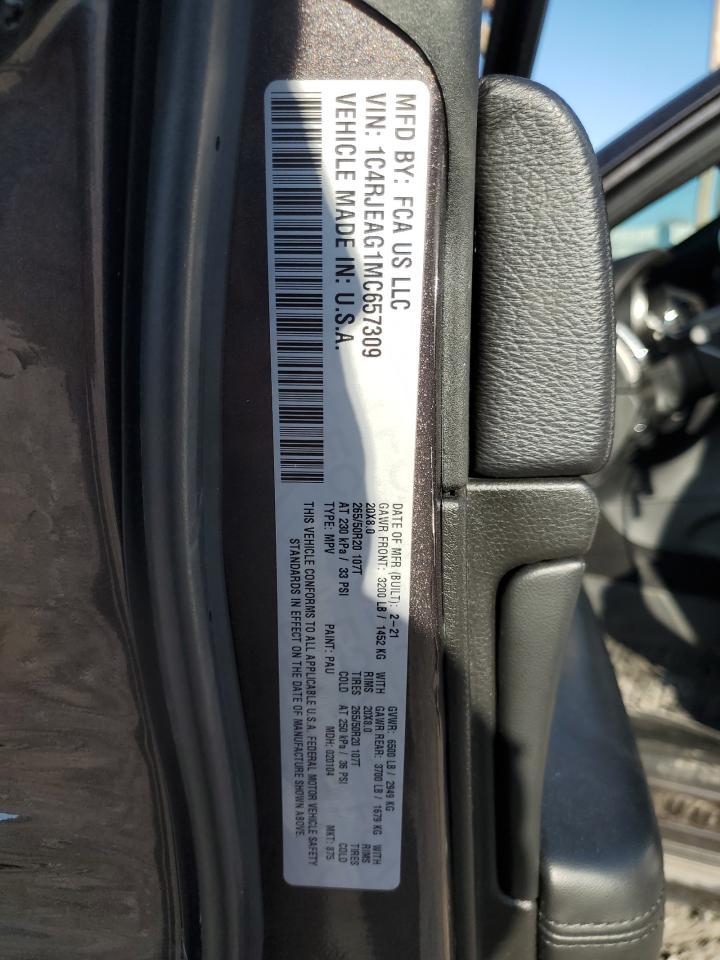 MFD BY: FCA US LLC
VIN: 1C4RJEAG1MC657309
VEHICLE MADE IN: U.S.A.
DATE OF MFR (BUILT): 2-21 GVWR: 6500 LB / 2949 KG
GAWR FRONT: 3200 LB / 1452 KG WITH GAWR REAR: 3700 LB / 1679 KG WITH
20X8.0 RIMS 20X8.0 RIMS
265/50R20 107T TIRES 265/50R20 107T TIRES
AT 230 kPa / 33 PSI COLD AT 250 kPa / 36 PSI COLD
TYPE: MPV PAINT: PAU MDH: 020104 MKT: 875
THIS VEHICLE CONFORMS TO ALL APPLICABLE U.S.A. FEDERAL MOTOR VEHICLE SAFETY
STANDARDS IN EFFECT ON THE DATE OF MANUFACTURE SHOWN ABOVE.